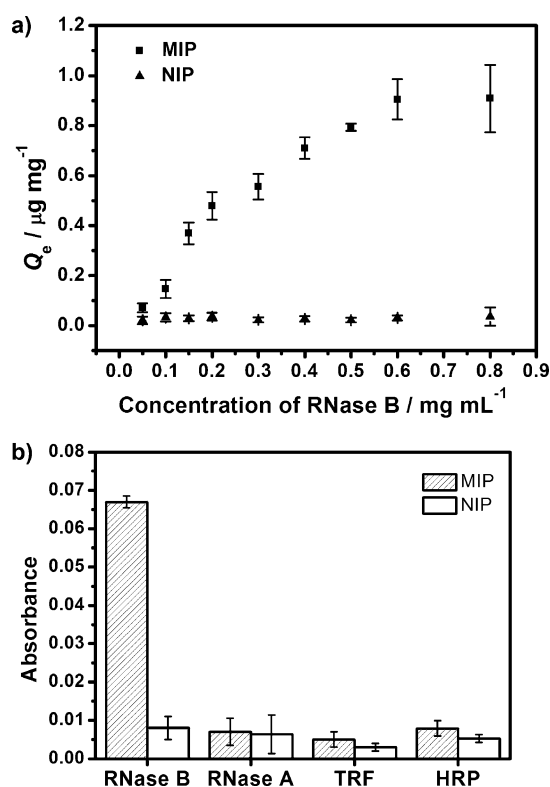 a)
MIP
NIP
1.2
1.0
0.8
0.6
0.4
0.2
0.0
Qe / μg mg⁻¹
0.0 0.1 0.2 0.3 0.4 0.5 0.6 0.7 0.8 0.9
Concentration of RNase B / mg mL⁻¹
b)
MIP
NIP
0.08
0.07
0.06
0.05
0.04
0.03
0.02
0.01
0.00
Absorbance
RNase B RNase A TRF HRP